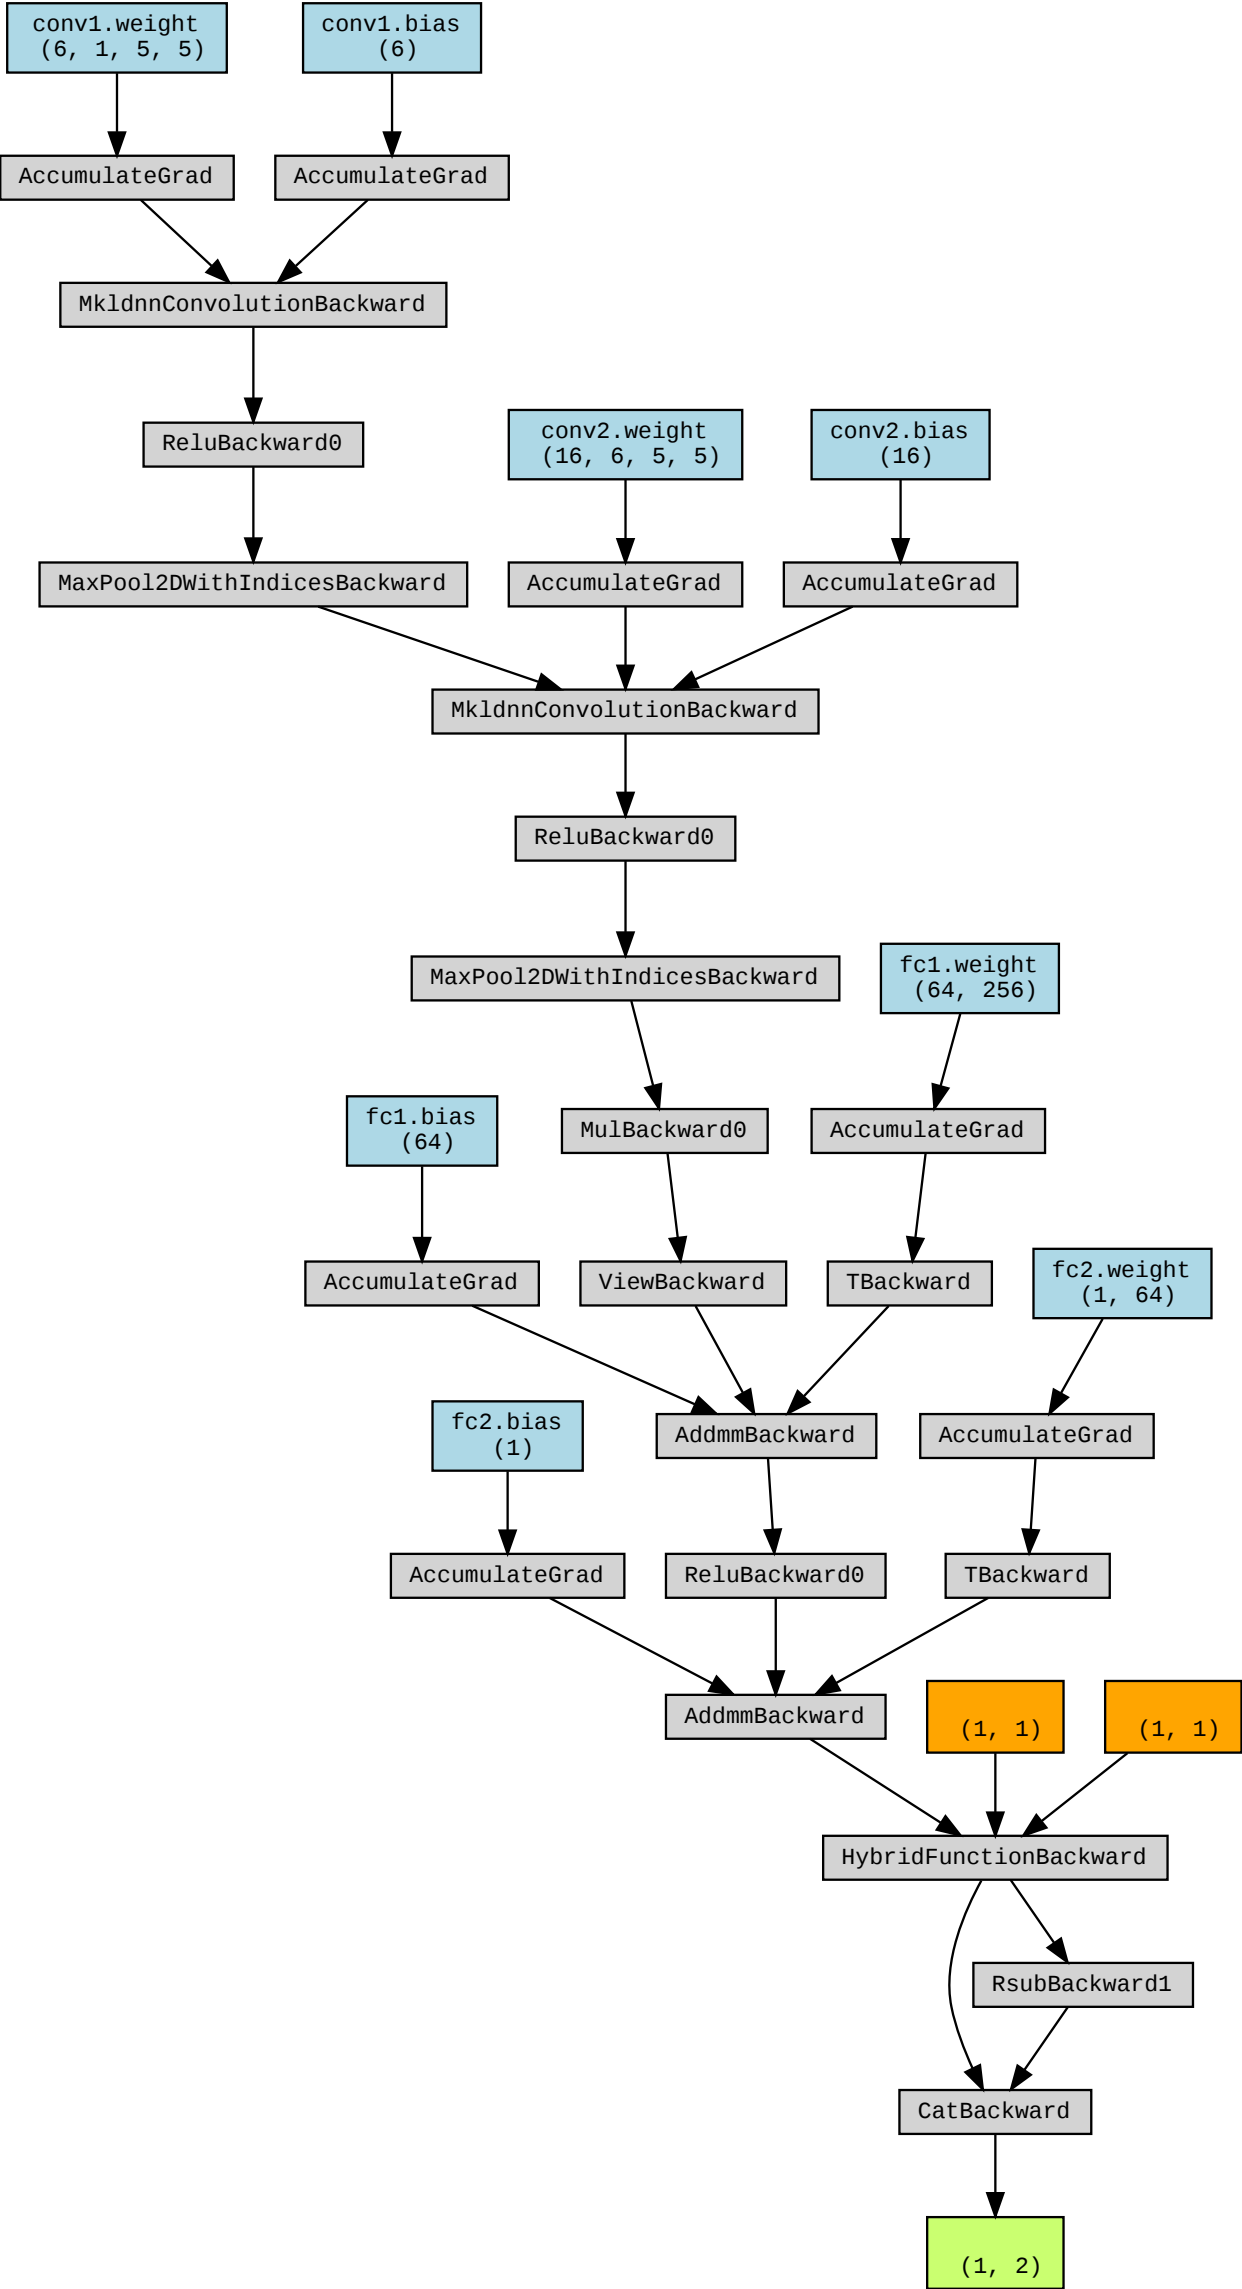 conv1.weight
(6, 1, 5, 5)
conv1.bias
(6)
AccumulateGrad
AccumulateGrad
MkldnnConvolutionBackward
ReluBackward0
conv2.weight
(16, 6, 5, 5)
conv2.bias
(16)
MaxPool2DWithIndicesBackward
AccumulateGrad
AccumulateGrad
MkldnnConvolutionBackward
ReluBackward0
MaxPool2DWithIndicesBackward
fc1.weight
(64, 256)
fc1.bias
(64)
MulBackward0
AccumulateGrad
AccumulateGrad
ViewBackward
TBackward
fc2.weight
(1, 64)
fc2.bias
(1)
AddmmBackward
AccumulateGrad
AccumulateGrad
ReluBackward0
TBackward
AddmmBackward
(1, 1)
(1, 1)
HybridFunctionBackward
RsubBackward1
CatBackward
(1, 2)